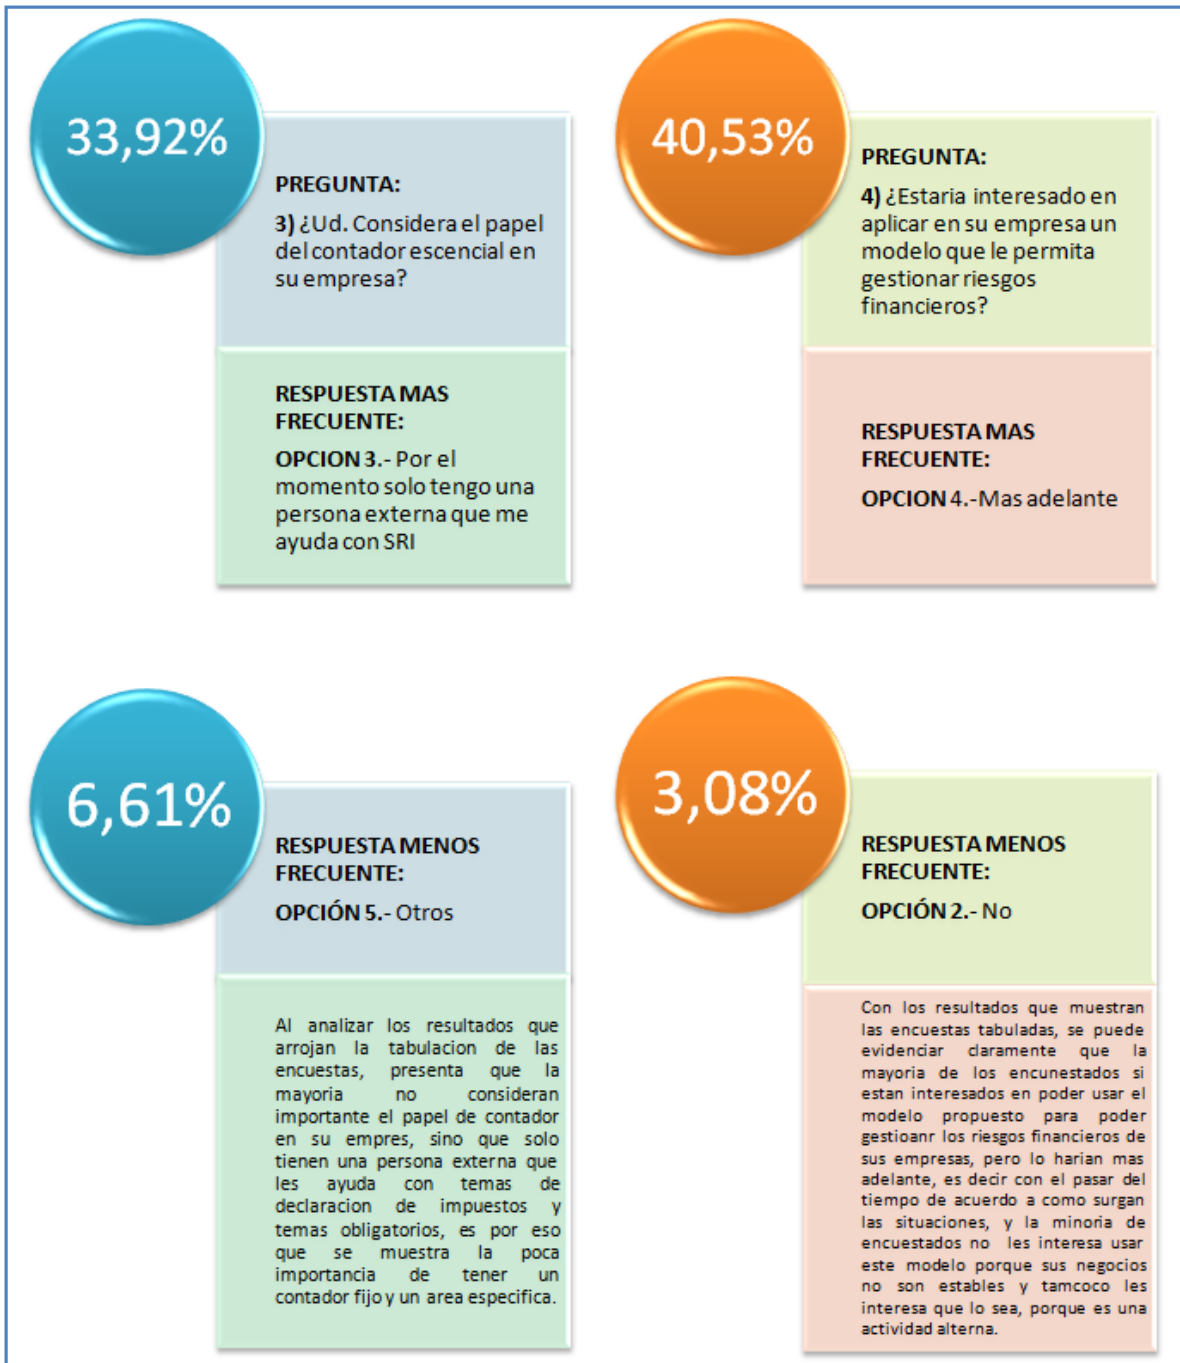 33,92%
PREGUNTA:
3) ¿Ud. Considera el papel
del contador escencial en
su empresa?
RESPUESTA MAS
FRECUENTE:
OPCION 3.- Por el
momento solo tengo una
persona externa que me
ayuda con SRI
40,53%
PREGUNTA:
4) ¿Estaria interesado en
aplicar en su empresa un
modelo que le permita
gestionar riesgos
financieros?
RESPUESTA MAS
FRECUENTE:
OPCION 4.-Mas adelante
6,61%
RESPUESTA MENOS
FRECUENTE:
OPCIÓN 5.- Otros
Al analizar los resultados que
arrojan la tabulacion de las
encuestas, presenta que la
mayoria no consideran
importante el papel de contador
en su empres, sino que solo
tienen una persona externa que
les ayuda con temas de
declaracion de impuestos y
temas obligatorios, es por eso
que se muestra la poca
importancia de tener un
contador fijo y un area especifica.
3,08%
RESPUESTA MENOS
FRECUENTE:
OPCIÓN 2.- No
Con los resultados que muestran
las encuestas tabuladas, se puede
evidenciar claramente que la
mayoria de los encunestados si
estan interesados en poder usar el
modelo propuesto para poder
gestioanr los riesgos financieros de
sus empresas, pero lo harian mas
adelante, es decir con el pasar del
tiempo de acuerdo a como surgan
las situaciones, y la minoria de
encuestados no les interesa usar
este modelo porque sus negocios
no son estables y tamcoco les
interesa que lo sea, porque es una
actividad alterna.